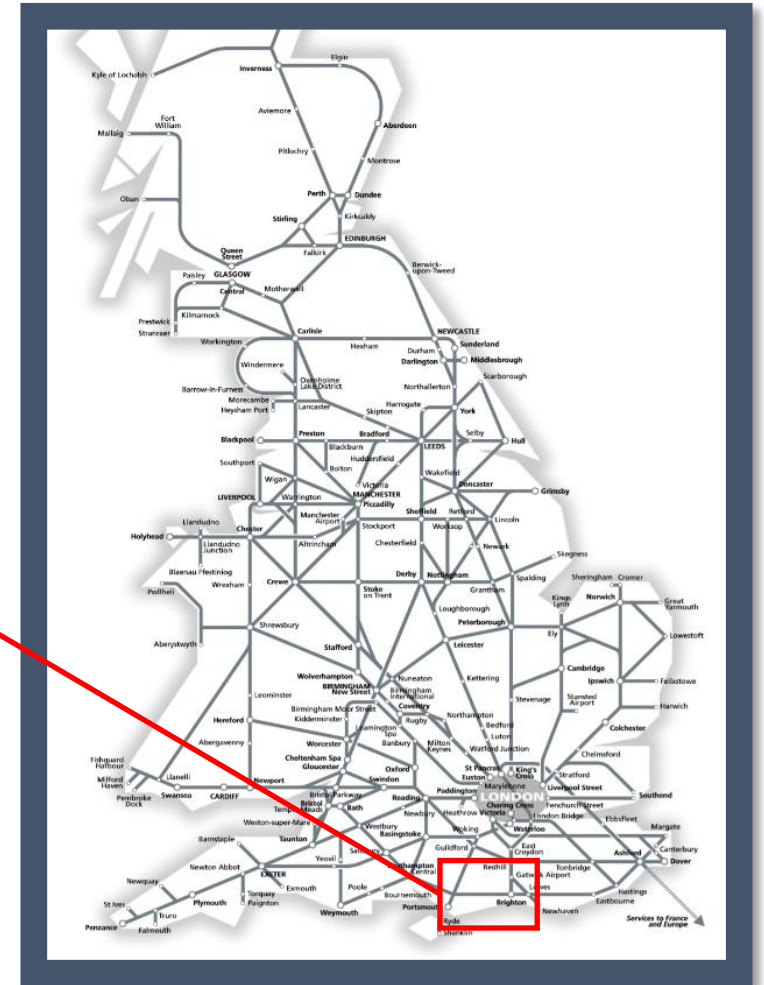 Elgin
Inverness
Kyle of Lochalsh
Aviemore
Fort
William
Mallaig
Aberdeen
Pitlochry
Montrose
Perth
Dundee
Oban
Stirling
Kirkcaldy
EDINBURGH
Queen
Street
Falkirk
Berwick-
upon-Tweed
Paisley
GLASGOW
Central
Motherwell
Prestwick
Kilmarnock
Stranraer
Carlisle
NEWCASTLE
Workington
Hexham
Sunderland
Durham
Darlington
Middlesbrough
Windermere
Scarborough
Oxenholme
Lake District
Barrow-in-Furness
Northallerton
Morecambe
Heysham Port
Lancaster
Harrogate
Skipton
York
Blackpool
Preston
Bradford
Selby
Hull
Blackburn
LEEDS
Southport
Huddersfield
Bolton
Wakefield
Wigan
Victoria
Doncaster
Grimsby
LIVERPOOL
Warrington
MANCHESTER
Piccadilly
Manchester
Airport
Sheffield
Retford
Lincoln
Llandudno
Chester
Stockport
Worksop
Holyhead
Llandudno
Junction
Altrincham
Chesterfield
Newark
Skegness
Blaenau Ffestiniog
Wrexham
Crewe
Derby
Nottingham
Spalding
Sheringham
Cromer
Pwllheli
Stoke
on Trent
Grantham
Kings
Lynn
Norwich
Great
Yarmouth
Loughborough
Shrewsbury
Peterborough
Ely
Lowestoft
Aberystwyth
Stafford
Leicester
Wolverhampton
Nuneaton
Kettering
Cambridge
BIRMINGHAM
New Street
Birmingham
International
Ipswich
Felixstowe
Leominster
Coventry
Stevenage
Stansted
Airport
Harwich
Birmingham Moor Street
Kidderminster
Rugby
Northampton
Hereford
Leamington
Spa
Bedford
Colchester
Abergavenny
Worcester
Banbury
Milton
Keynes
Luton
Watford Junction
Chelmsford
Cheltenham Spa
Gloucester
Oxford
St Pancras
King's
Cross
Fishguard
Harbour
Euston
Stratford
Milford
Haven
Llanelli
Newport
Swindon
Marylebone
Liverpool Street
Pembroke
Dock
Swansea
CARDIFF
Bristol Parkway
Reading
Paddington
LONDON
Southend
Bristol
Temple Meads
Bath
Newbury
Heathrow
Victoria
Charing Cross
Fenchurch Street
London Bridge
Ebbsfleet
Weston-super-Mare
Westbury
Basingstoke
Woking
Waterloo
Margate
Barnstaple
Taunton
Salisbury
Guildford
East
Croydon
Canterbury
Yeovil
Southampton
Central
Redhill
Tonbridge
Ashford
Dover
Newton Abbot
EXETER
Gatwick Airport
Newquay
Exmouth
Poole
Bournemouth
Lewes
Hastings
St Ives
Plymouth
Torquay
Paignton
Portsmouth
Brighton
Eastbourne
Truro
Weymouth
Newhaven
Penzance
Falmouth
Ryde
Shanklin
Services to France
and Europe